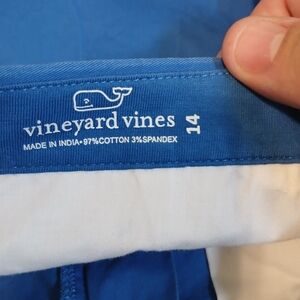 vineyard vines
MADE IN INDIA•97%COTTON 3%SPANDEX
14